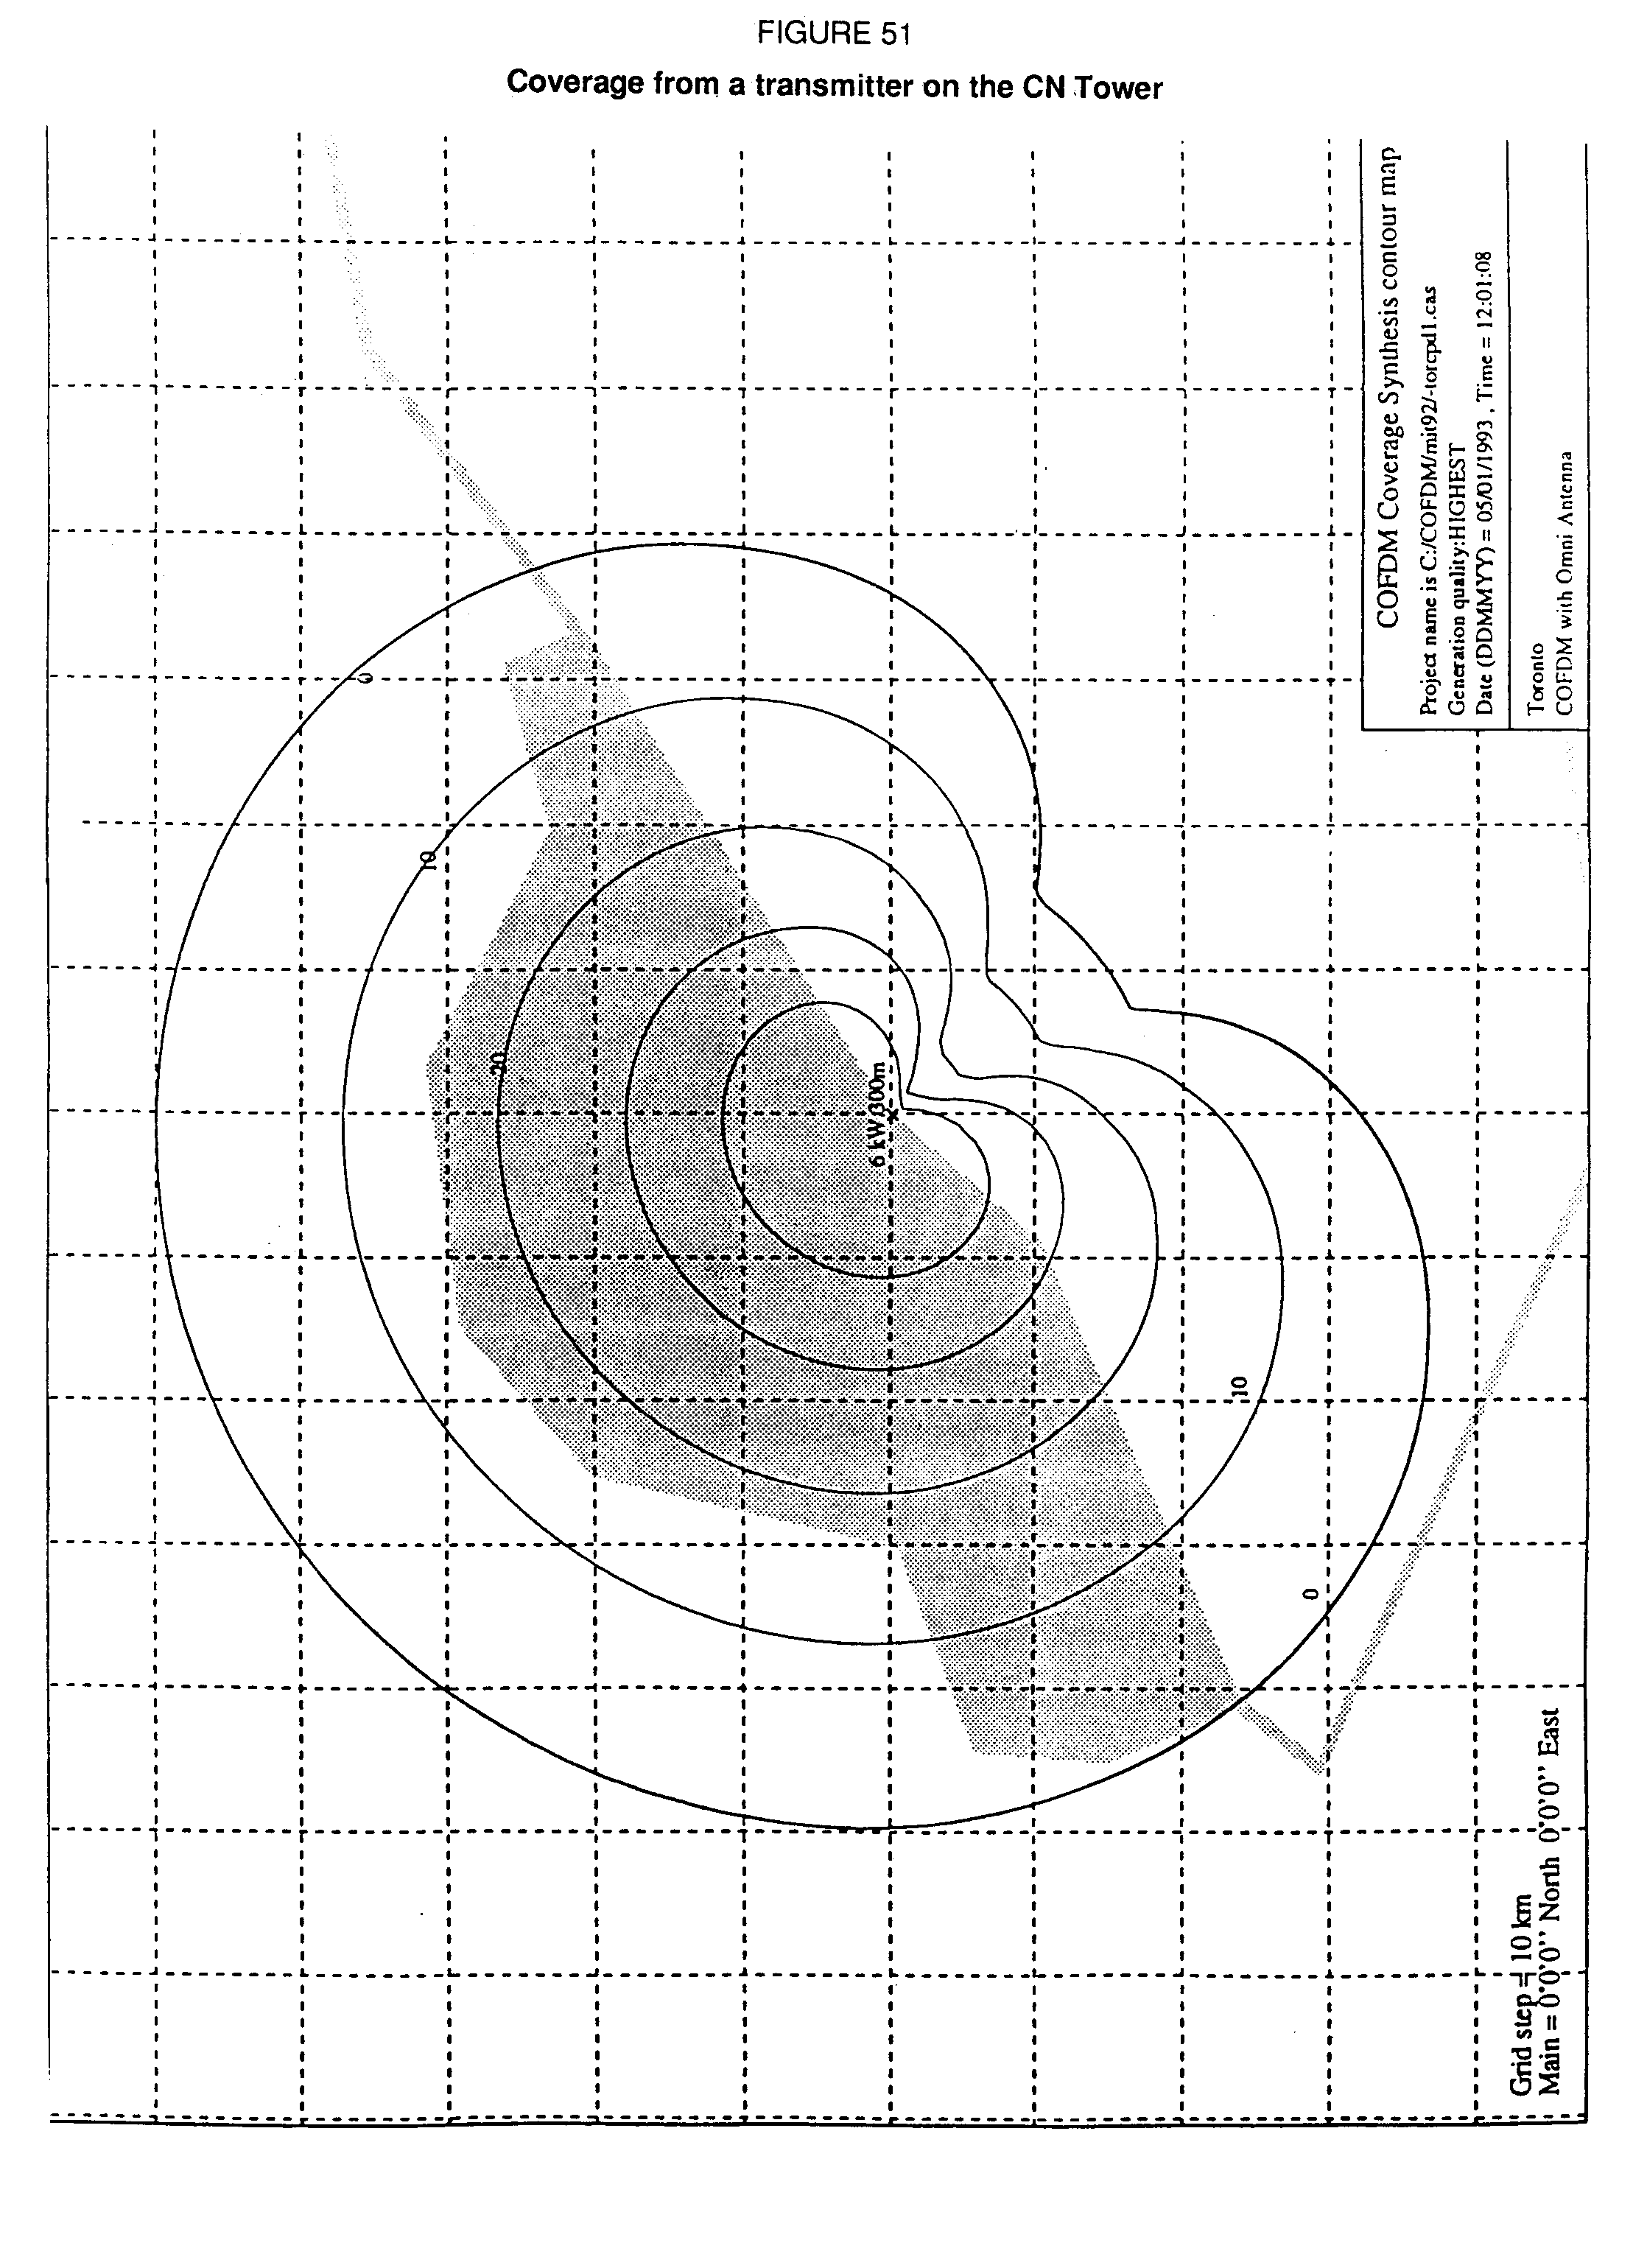 FIGURE 51
Coverage from a transmitter on the CN Tower
COFDM Coverage Synthesis contour map
Project name is C:/COFDM/mit92/-torcpd1.cas
Generation quality:HIGHEST
Date (DDMMYY) = 05/01/1993 , Time = 12:01:08
Toronto
COFDM with Omni Antenna
0
10
20
6 kW 300m
10
0
Grid step = 10 km
Main = 0'0'0'' North 0'0'0'' East